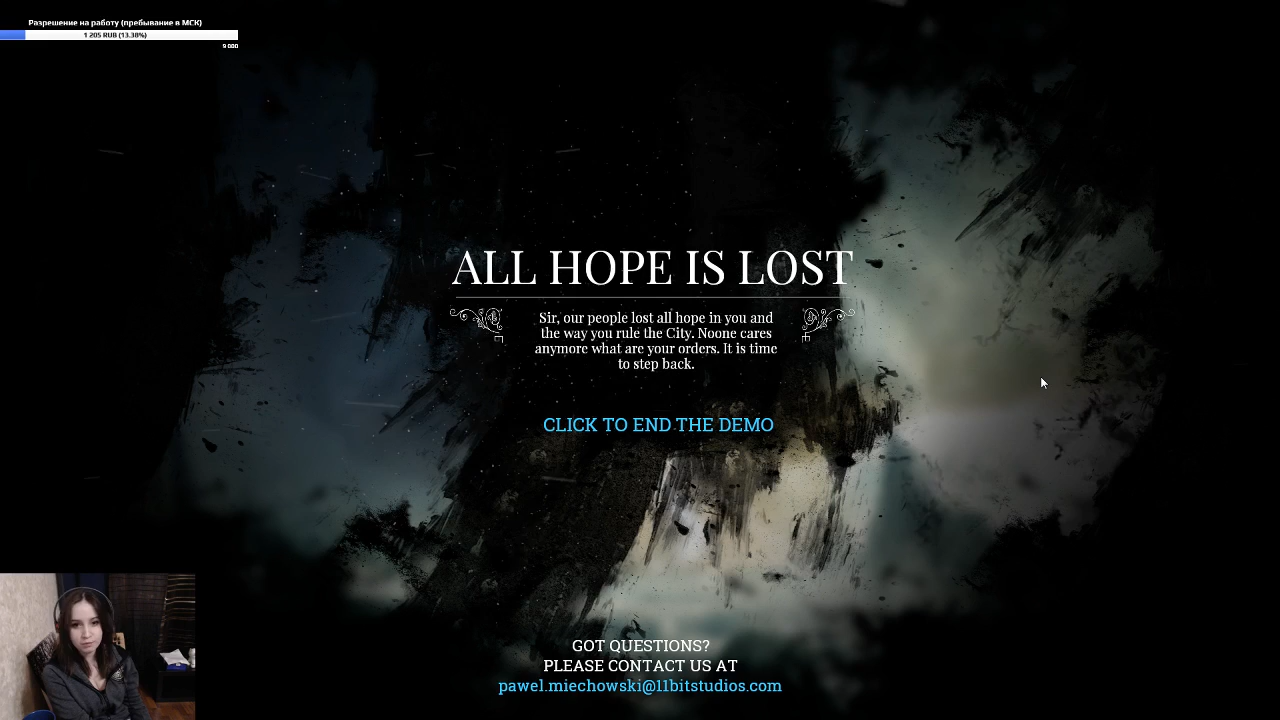 Разрешение на работу (пребывание в МСК)
1 205 RUB (13.38%)
9 000
ALL HOPE IS LOST
Sir, our people lost all hope in you and
the way you rule the City. Noone cares
anymore what are your orders. It is time
to step back.
CLICK TO END THE DEMO
GOT QUESTIONS?
PLEASE CONTACT US AT
pawel.miechowski@11bitstudios.com